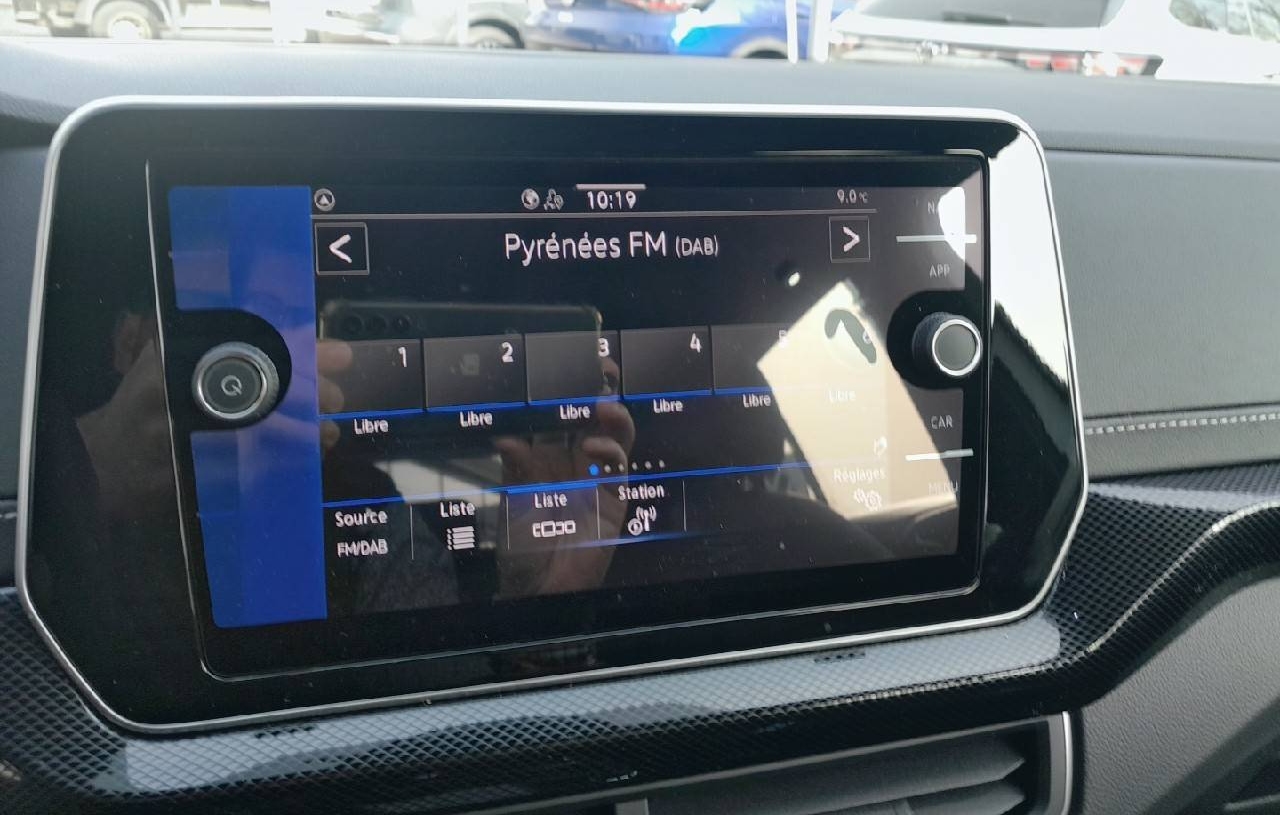 10:19
9.0°C
Pyrénées FM (DAB)
APP
1 2 3 4 5
Libre Libre Libre Libre Libre Libre
CAR
MENU
Source Liste Liste Station Réglages
FM/DAB